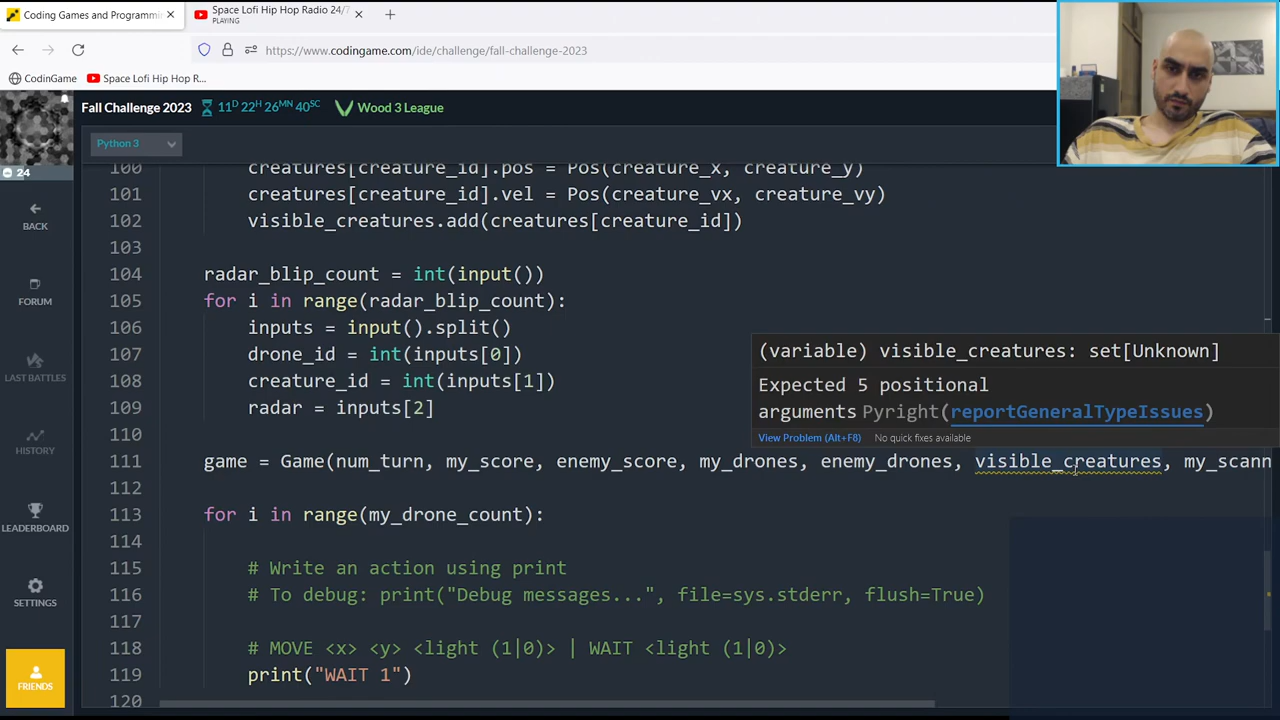 Coding Games and Programmi
Space Lofi Hip Hop Radio 24/7
PLAYING
https://www.codingame.com/ide/challenge/fall-challenge-2023
CodinGame
Space Lofi Hip Hop R...
Fall Challenge 2023
11D 22H 26MN 40SC
Wood 3 League
Python 3
24
BACK
FORUM
LAST BATTLES
HISTORY
LEADERBOARD
SETTINGS
FRIENDS
100 creatures[creature_id].pos = Pos(creature_x, creature_y)
101 creatures[creature_id].vel = Pos(creature_vx, creature_vy)
102 visible_creatures.add(creatures[creature_id])
103
104 radar_blip_count = int(input())
105 for i in range(radar_blip_count):
106 inputs = input().split()
107 drone_id = int(inputs[0])
108 creature_id = int(inputs[1])
109 radar = inputs[2]
110
111 game = Game(num_turn, my_score, enemy_score, my_drones, enemy_drones, visible_creatures, my_scann
112
113 for i in range(my_drone_count):
114
115 # Write an action using print
116 # To debug: print("Debug messages...", file=sys.stderr, flush=True)
117
118 # MOVE <x> <y> <light (1|0)> | WAIT <light (1|0)>
119 print("WAIT 1")
120
(variable) visible_creatures: set[Unknown]
Expected 5 positional
arguments Pyright(reportGeneralTypeIssues)
View Problem (Alt+F8) No quick fixes available